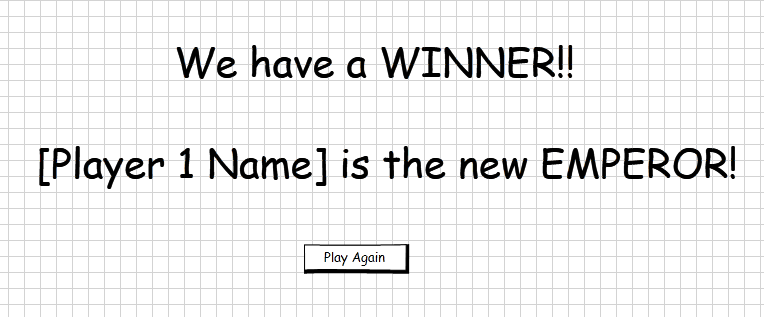 We have a WINNER!!
[Player 1 Name] is the new EMPEROR!
Play Again